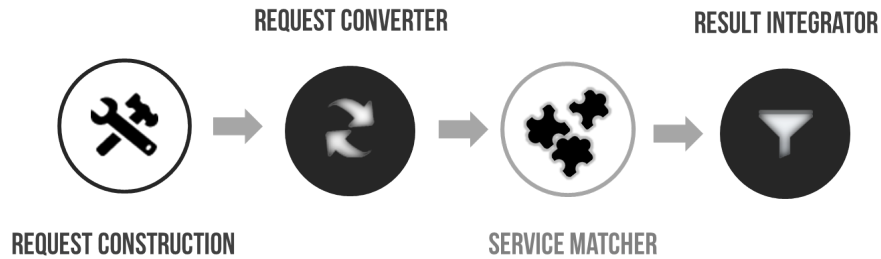 REQUEST CONVERTER
RESULT INTEGRATOR
REQUEST CONSTRUCTION
SERVICE MATCHER